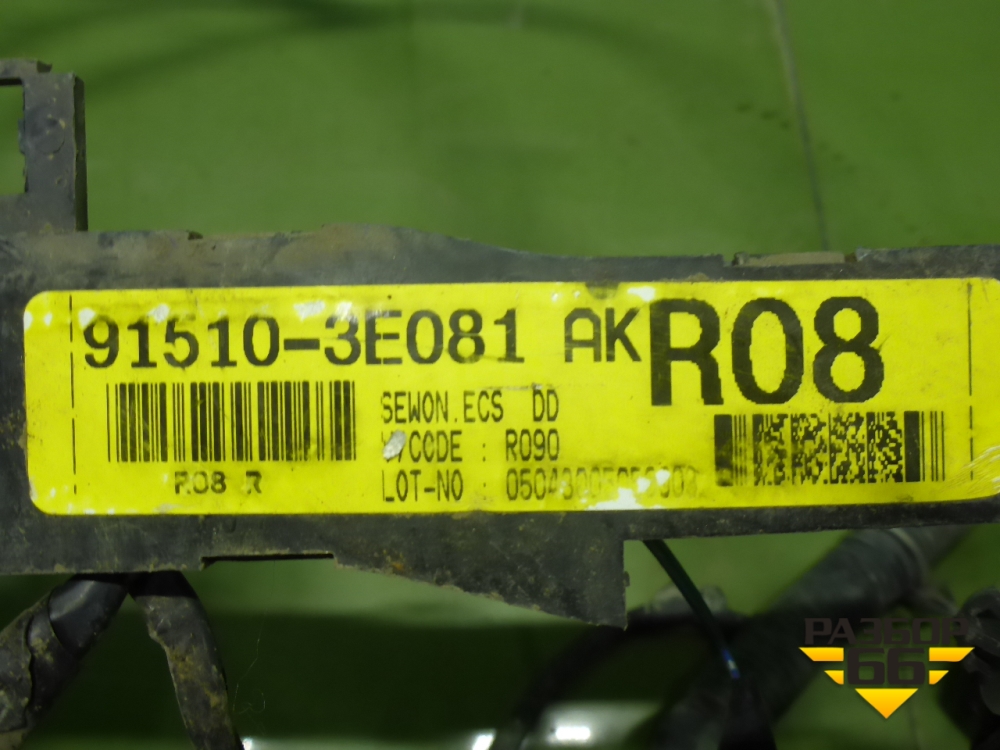 91510-3E081 AK R08
SEWON.ECS DD
CODE : R090
R08 R
LOT-NO :
РАЗБОР
66